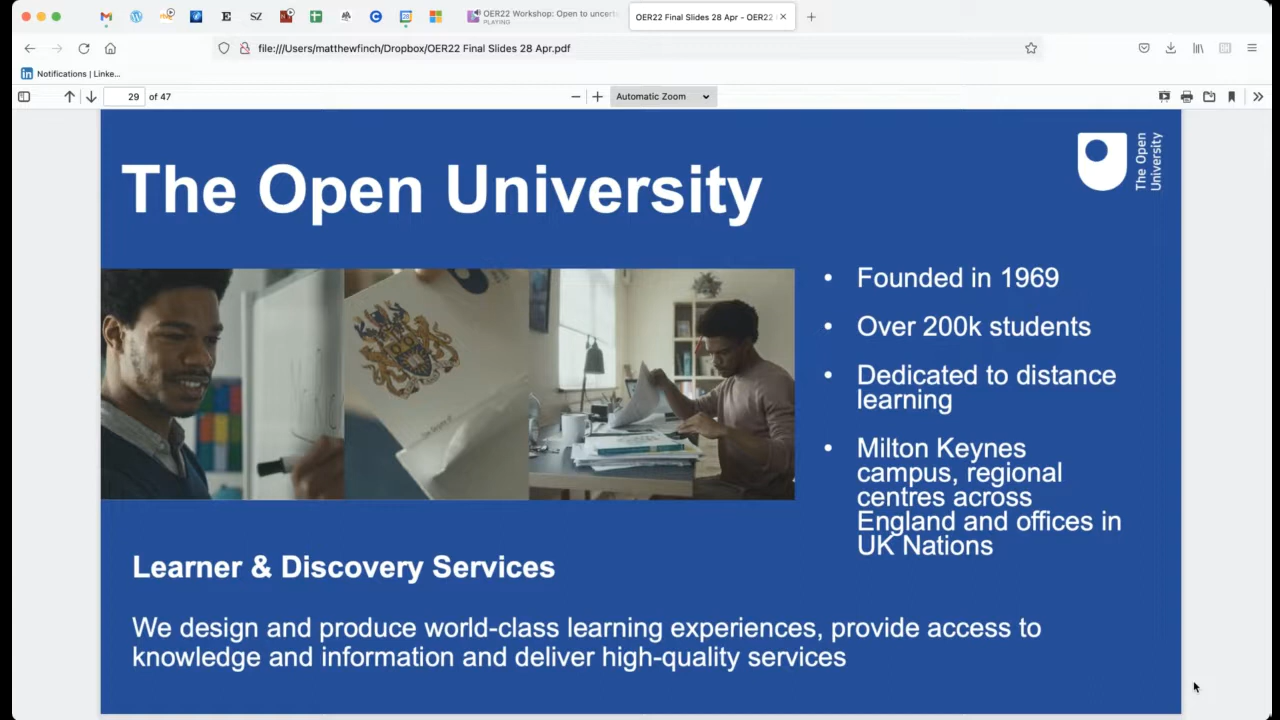 OER22 Workshop: Open to uncerta
PLAYING
OER22 Final Slides 28 Apr - OER22
file:///Users/matthewfinch/Dropbox/OER22 Final Slides 28 Apr.pdf
Notifications | Linke...
29 of 47
Automatic Zoom
The Open University
The Open
University
Founded in 1969
Over 200k students
Dedicated to distance
learning
Milton Keynes
campus, regional
centres across
England and offices in
UK Nations
Learner & Discovery Services
We design and produce world-class learning experiences, provide access to
knowledge and information and deliver high-quality services